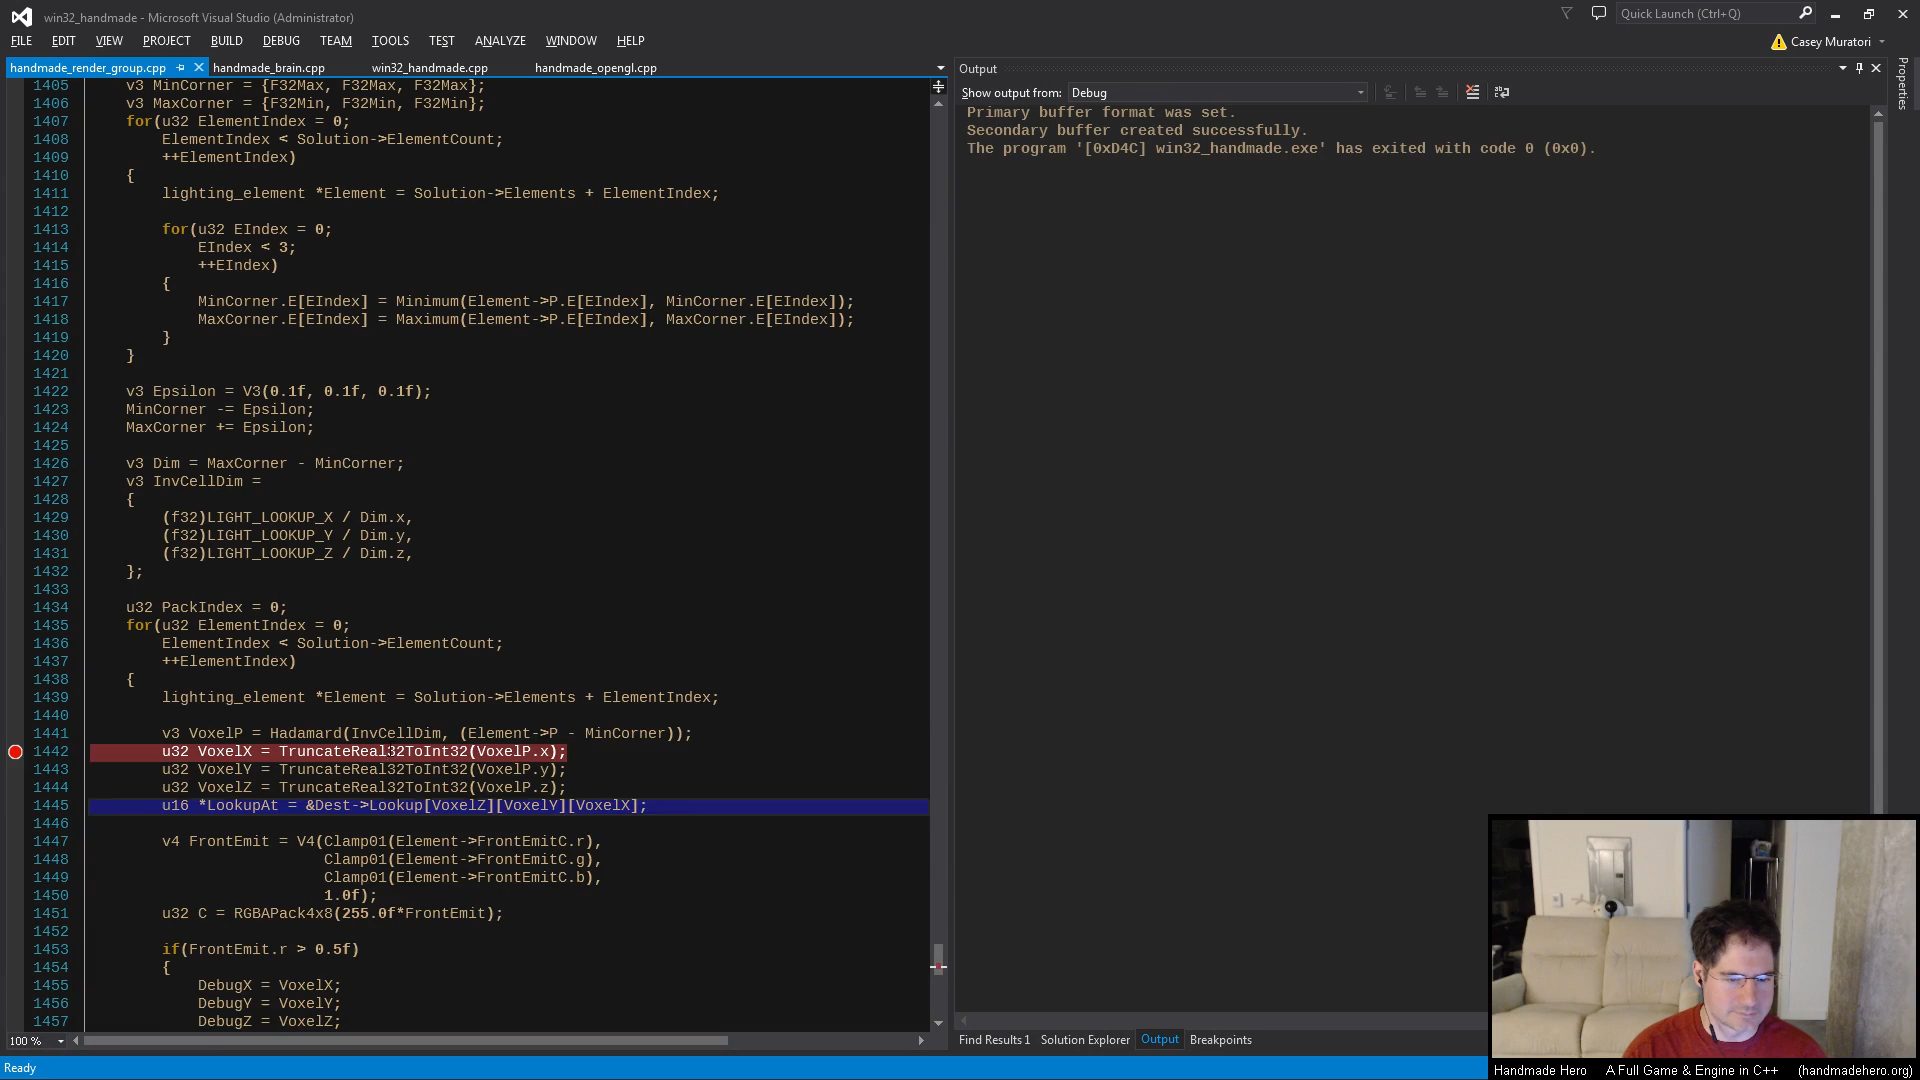 win32_handmade - Microsoft Visual Studio (Administrator)
Quick Launch (Ctrl+Q)
FILE EDIT VIEW PROJECT BUILD DEBUG TEAM TOOLS TEST ANALYZE WINDOW HELP
Casey Muratori
handmade_render_group.cpp handmade_brain.cpp win32_handmade.cpp handmade_opengl.cpp
Output
Properties
Show output from: Debug
Primary buffer format was set.
Secondary buffer created successfully.
The program '[0xD4C] win32_handmade.exe' has exited with code 0 (0x0).
1405 v3 MinCorner = {F32Max, F32Max, F32Max};
1406 v3 MaxCorner = {F32Min, F32Min, F32Min};
1407 for(u32 ElementIndex = 0;
1408 ElementIndex < Solution->ElementCount;
1409 ++ElementIndex)
1410 {
1411 lighting_element *Element = Solution->Elements + ElementIndex;
1412
1413 for(u32 EIndex = 0;
1414 EIndex < 3;
1415 ++EIndex)
1416 {
1417 MinCorner.E[EIndex] = Minimum(Element->P.E[EIndex], MinCorner.E[EIndex]);
1418 MaxCorner.E[EIndex] = Maximum(Element->P.E[EIndex], MaxCorner.E[EIndex]);
1419 }
1420 }
1421
1422 v3 Epsilon = V3(0.1f, 0.1f, 0.1f);
1423 MinCorner -= Epsilon;
1424 MaxCorner += Epsilon;
1425
1426 v3 Dim = MaxCorner - MinCorner;
1427 v3 InvCellDim =
1428 {
1429 (f32)LIGHT_LOOKUP_X / Dim.x,
1430 (f32)LIGHT_LOOKUP_Y / Dim.y,
1431 (f32)LIGHT_LOOKUP_Z / Dim.z,
1432 };
1433
1434 u32 PackIndex = 0;
1435 for(u32 ElementIndex = 0;
1436 ElementIndex < Solution->ElementCount;
1437 ++ElementIndex)
1438 {
1439 lighting_element *Element = Solution->Elements + ElementIndex;
1440
1441 v3 VoxelP = Hadamard(InvCellDim, (Element->P - MinCorner));
1442 u32 VoxelX = TruncateReal32ToInt32(VoxelP.x);
1443 u32 VoxelY = TruncateReal32ToInt32(VoxelP.y);
1444 u32 VoxelZ = TruncateReal32ToInt32(VoxelP.z);
1445 u16 *LookupAt = &Dest->Lookup[VoxelZ][VoxelY][VoxelX];
1446
1447 v4 FrontEmit = V4(Clamp01(Element->FrontEmitC.r),
1448 Clamp01(Element->FrontEmitC.g),
1449 Clamp01(Element->FrontEmitC.b),
1450 1.0f);
1451 u32 C = RGBAPack4x8(255.0f*FrontEmit);
1452
1453 if(FrontEmit.r > 0.5f)
1454 {
1455 DebugX = VoxelX;
1456 DebugY = VoxelY;
1457 DebugZ = VoxelZ;
100 %
Find Results 1 Solution Explorer Output Breakpoints
Ready
Handmade Hero A Full Game & Engine in C++ (handmadehero.org)